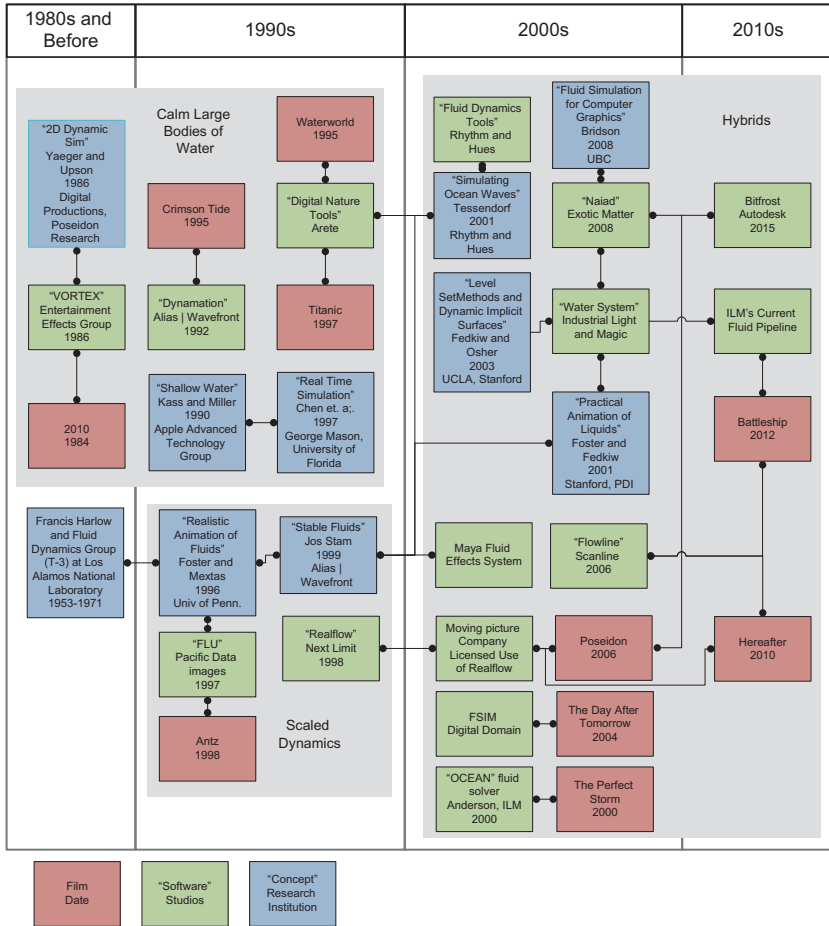 1980s and
Before
1990s
2000s
2010s
Calm Large
Bodies of
Water
“2D Dynamic
Sim”
Yaeger and
Upson
1986
Digital
Productions,
Poseidon
Research
“VORTEX”
Entertainment
Effects Group
1986
2010
1984
Crimson Tide
1995
“Dynamation”
Alias | Wavefront
1992
Waterworld
1995
“Digital Nature
Tools”
Arete
Titanic
1997
“Shallow Water”
Kass and Miller
1990
Apple Advanced
Technology
Group
“Real Time
Simulation”
Chen et. a;.
1997
George Mason,
University of
Florida
Francis Harlow
and Fluid
Dynamics Group
(T-3) at Los
Alamos National
Laboratory
1953-1971
“Realistic
Animation of
Fluids”
Foster and
Mextas
1996
Univ of Penn.
“Stable Fluids”
Jos Stam
1999
Alias |
Wavefront
“FLU”
Pacific Data
images
1997
“Realflow”
Next Limit
1998
Antz
1998
Scaled
Dynamics
Hybrids
“Fluid Dynamics
Tools”
Rhythm and
Hues
“Fluid Simulation
for Computer
Graphics”
Bridson
2008
UBC
“Simulating
Ocean Waves”
Tessendorf
2001
Rhythm and
Hues
“Naiad”
Exotic Matter
2008
Bitfrost
Autodesk
2015
“Level
SetMethods and
Dynamic Implicit
Surfaces”
Fedkiw and
Osher
2003
UCLA, Stanford
“Water System”
Industrial Light
and Magic
ILM’s Current
Fluid Pipeline
“Practical
Animation of
Liquids”
Foster and
Fedkiw
2001
Stanford, PDI
Battleship
2012
Maya Fluid
Effects System
“Flowline”
Scanline
2006
Moving picture
Company
Licensed Use
of Realflow
Poseidon
2006
Hereafter
2010
FSIM
Digital Domain
The Day After
Tomorrow
2004
“OCEAN” fluid
solver
Anderson, ILM
2000
The Perfect
Storm
2000
Film
Date
“Software”
Studios
“Concept”
Research
Institution